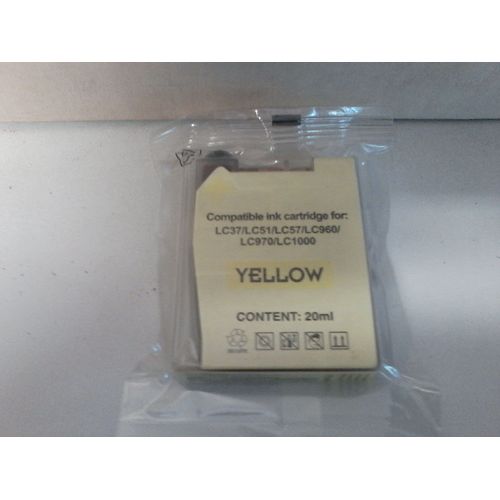 Compatible ink cartridge for:
LC37/LC51/LC57/LC960/
LC970/LC1000
YELLOW
CONTENT: 20ml